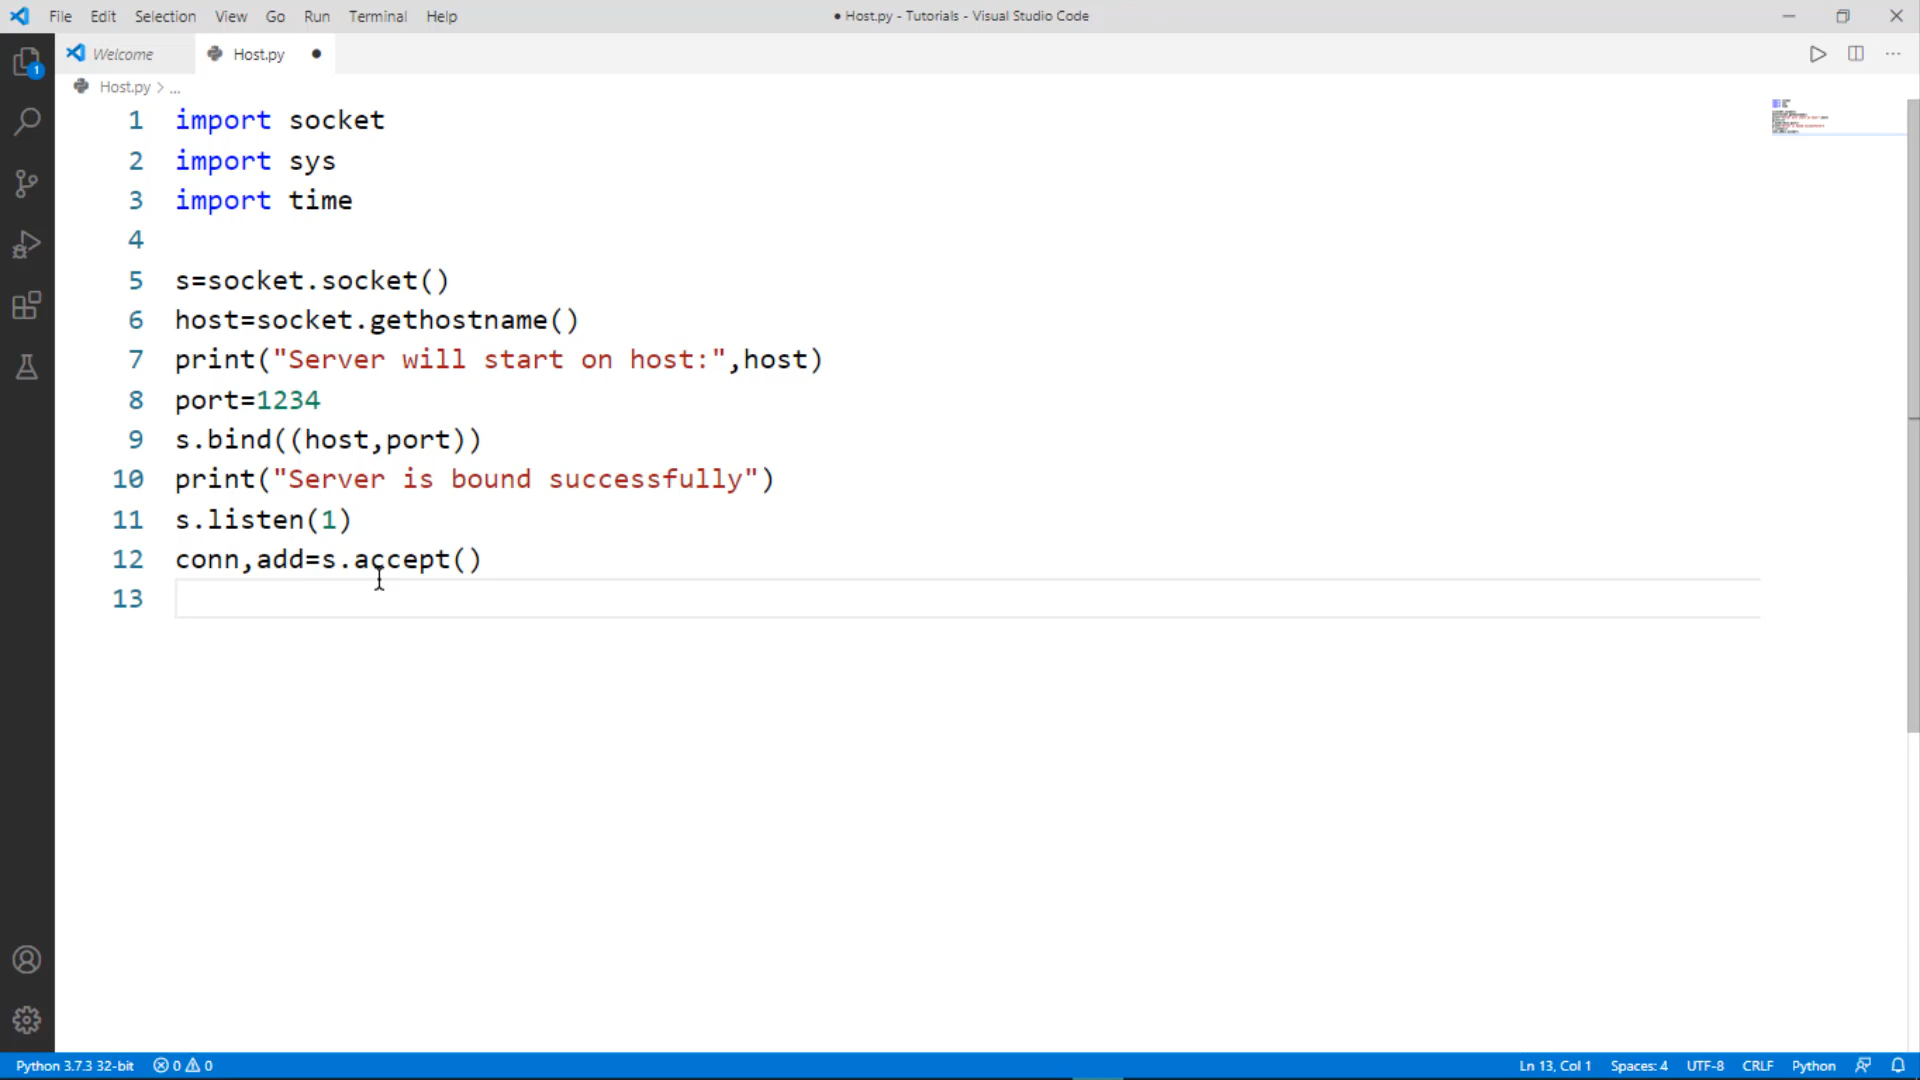 File Edit Selection View Go Run Terminal Help
● Host.py - Tutorials - Visual Studio Code
Welcome
Host.py ●
Host.py > ...
1 import socket
2 import sys
3 import time
4
5 s=socket.socket()
6 host=socket.gethostname()
7 print("Server will start on host:",host)
8 port=1234
9 s.bind((host,port))
10 print("Server is bound successfully")
11 s.listen(1)
12 conn,add=s.accept()
13
1
Python 3.7.3 32-bit 0 0 Ln 13, Col 1 Spaces: 4 UTF-8 CRLF Python